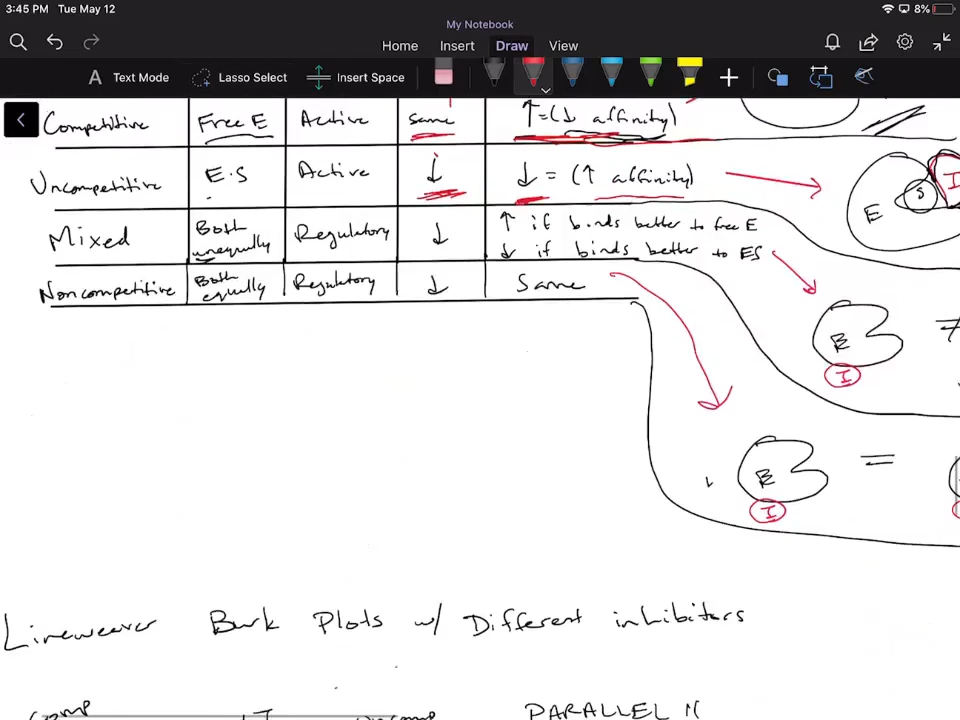 3:45 PM Tue May 12
8%
My Notebook
Home Insert Draw View
Text Mode Lasso Select Insert Space
Competitive Free E Active same ↑=(↓ affinity)
Uncompetitive E·S Active ↓ ↓ = (↑ affinity)
E S I
Mixed Both unequally Regulatory ↓ ↑ if binds better to free E
↓ if binds better to ES
Noncompetitive Both equally Regulatory ↓ Same
E ≠
I
E =
I
Lineweaver Burk Plots w/ Different inhibitors
Comp
PARALLEL